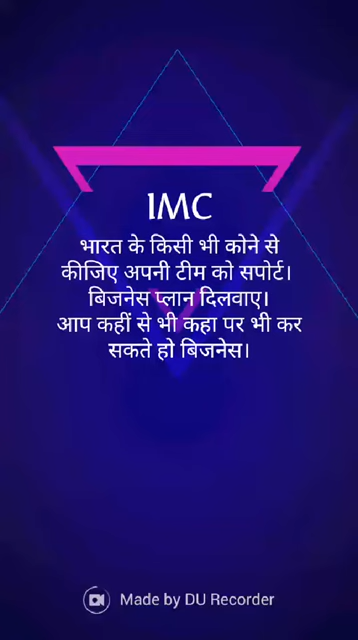 IMC
भारत के किसी भी कोने से
कीजिए अपनी टीम को सपोर्ट।
बिजनेस प्लान दिलवाए।
आप कहीं से भी कहा पर भी कर
सकते हो बिजनेस।
Made by DU Recorder